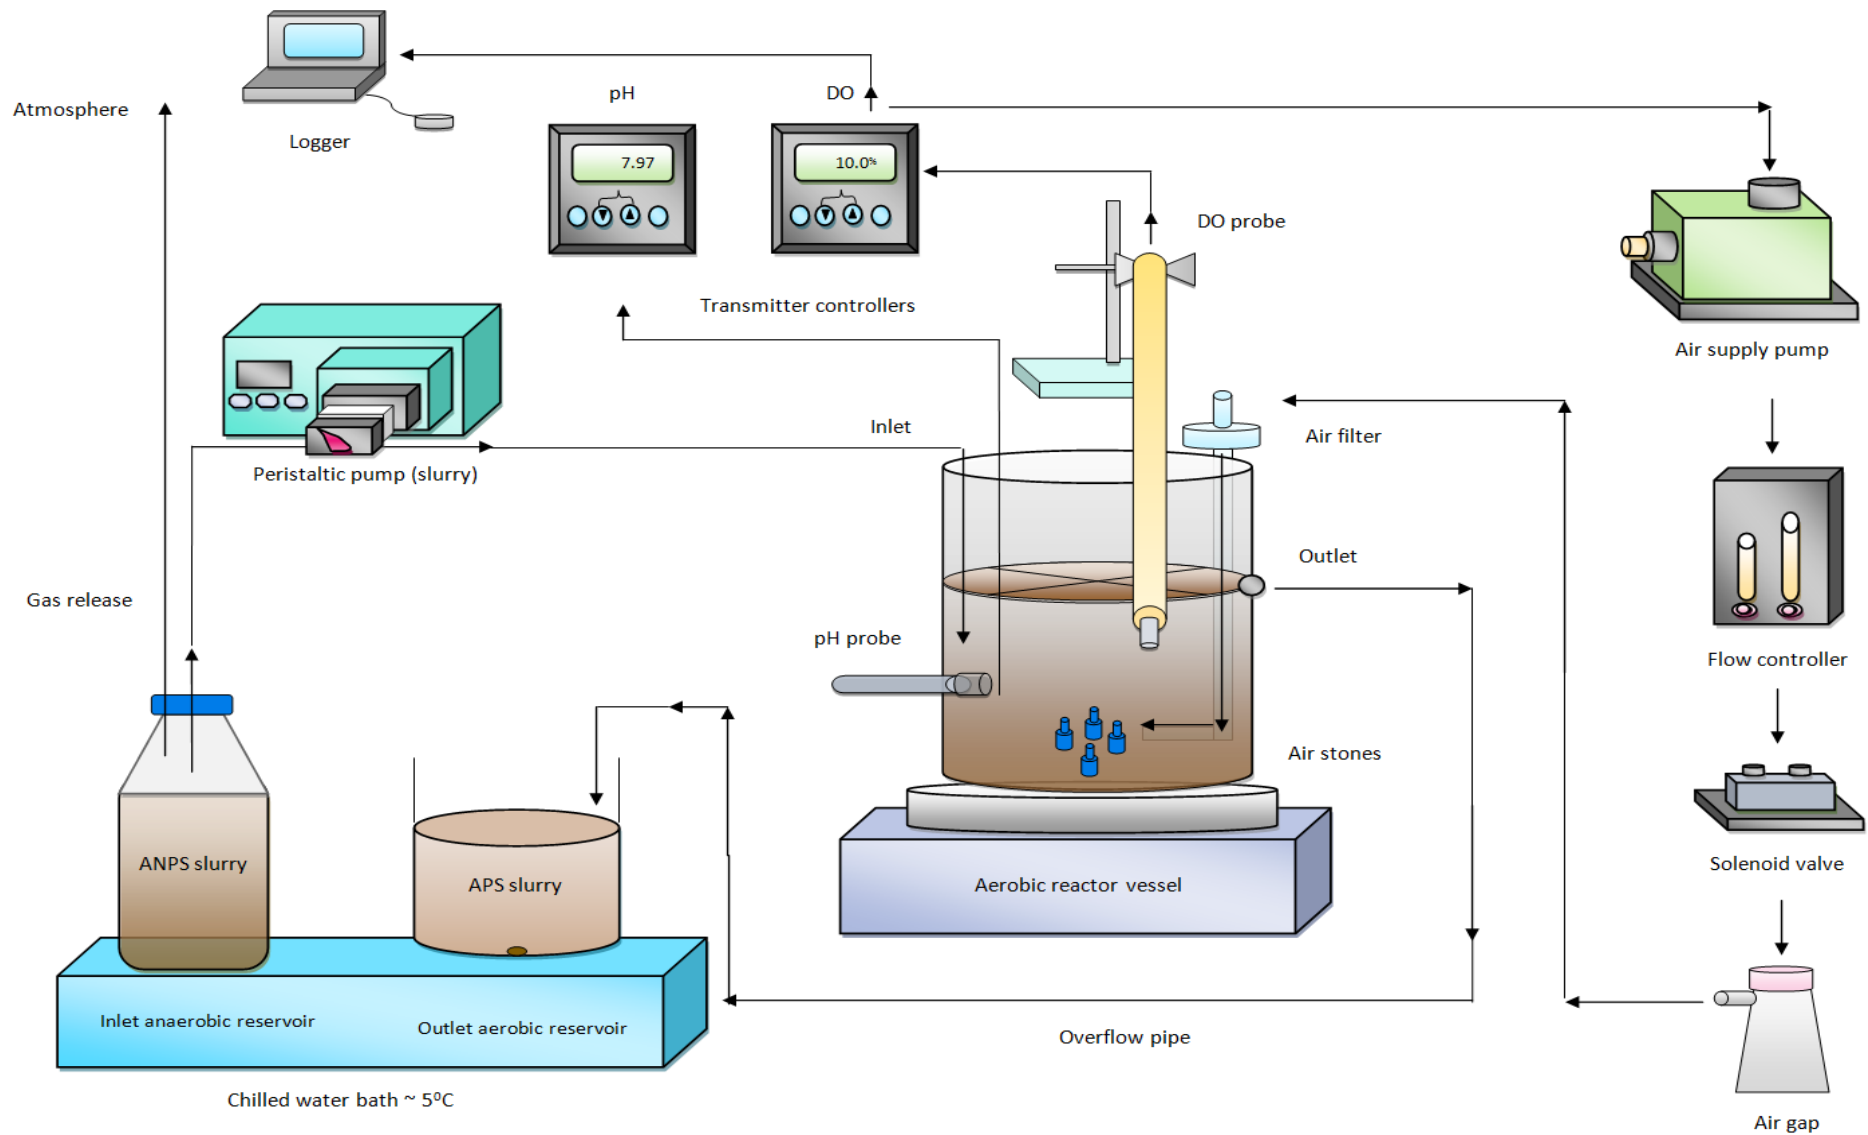 Atmosphere
Logger
pH
DO
7.97
10.0%
DO probe
Transmitter controllers
Air supply pump
Inlet
Air filter
Peristaltic pump (slurry)
Outlet
Gas release
pH probe
Flow controller
Air stones
ANPS slurry
APS slurry
Aerobic reactor vessel
Solenoid valve
Inlet anaerobic reservoir
Outlet aerobic reservoir
Overflow pipe
Chilled water bath ~ 5⁰C
Air gap